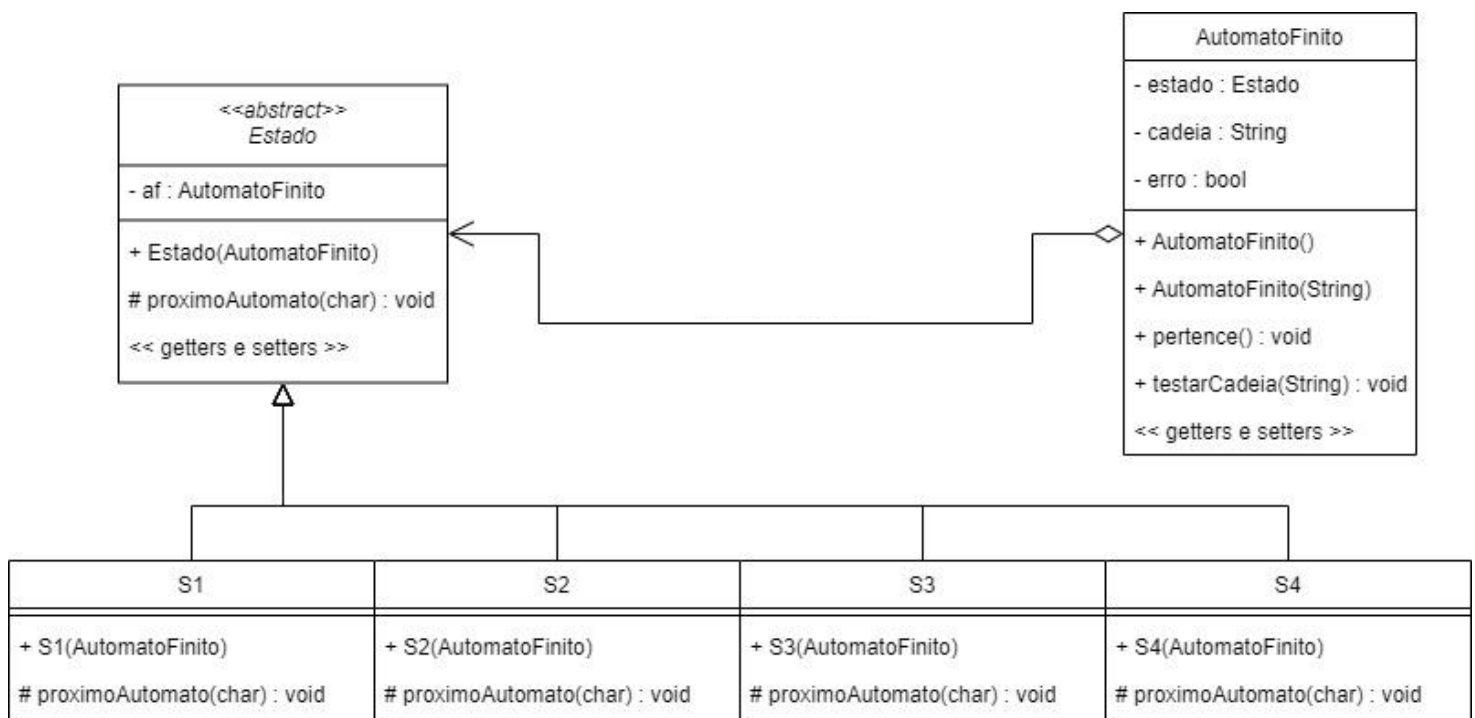 <<abstract>>
Estado
- af : AutomatoFinito
+ Estado(AutomatoFinito)
# proximoAutomato(char) : void
<< getters e setters >>
AutomatoFinito
- estado : Estado
- cadeia : String
- erro : bool
+ AutomatoFinito()
+ AutomatoFinito(String)
+ pertence() : void
+ testarCadeia(String) : void
<< getters e setters >>
S1
+ S1(AutomatoFinito)
# proximoAutomato(char) : void
S2
+ S2(AutomatoFinito)
# proximoAutomato(char) : void
S3
+ S3(AutomatoFinito)
# proximoAutomato(char) : void
S4
+ S4(AutomatoFinito)
# proximoAutomato(char) : void